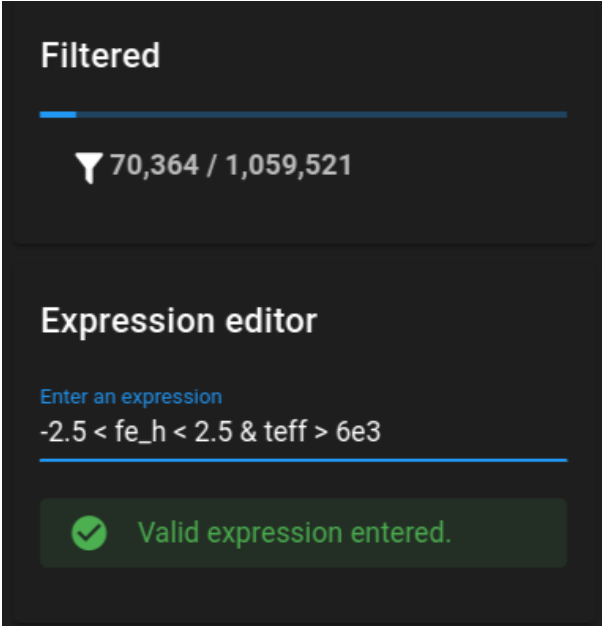 Filtered
70,364 / 1,059,521
Expression editor
Enter an expression
-2.5 < fe_h < 2.5 & teff > 6e3
Valid expression entered.